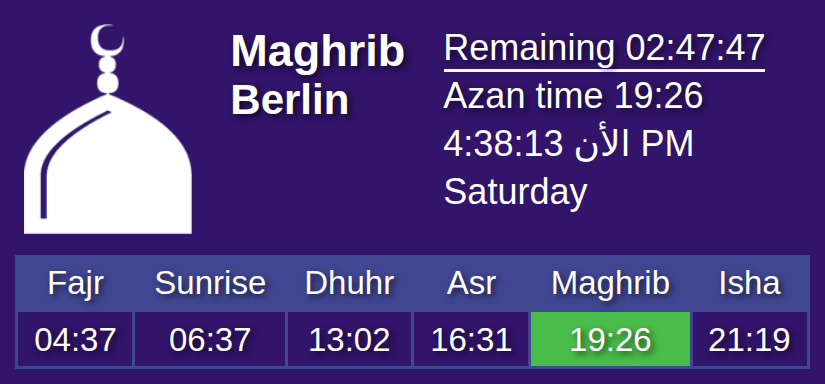 Maghrib
Berlin
Remaining 02:47:47
Azan time 19:26
4:38:13 الأن PM
Saturday
Fajr Sunrise Dhuhr Asr Maghrib Isha
04:37 06:37 13:02 16:31 19:26 21:19